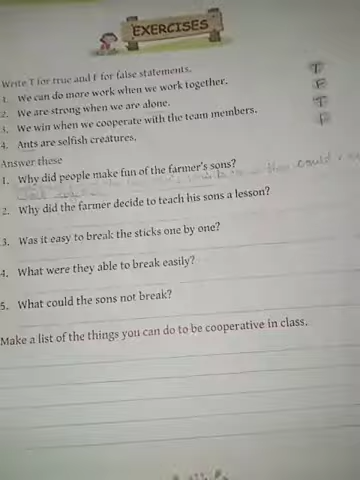 EXERCISES
Write T for true and F for false statements.
1. We can do more work when we work together. T
2. We are strong when we are alone. F
3. We win when we cooperate with the team members. T
4. Ants are selfish creatures. F
Answer these
1. Why did people make fun of the farmer's sons?
could
2. Why did the farmer decide to teach his sons a lesson?
3. Was it easy to break the sticks one by one?
4. What were they able to break easily?
5. What could the sons not break?
Make a list of the things you can do to be cooperative in class.